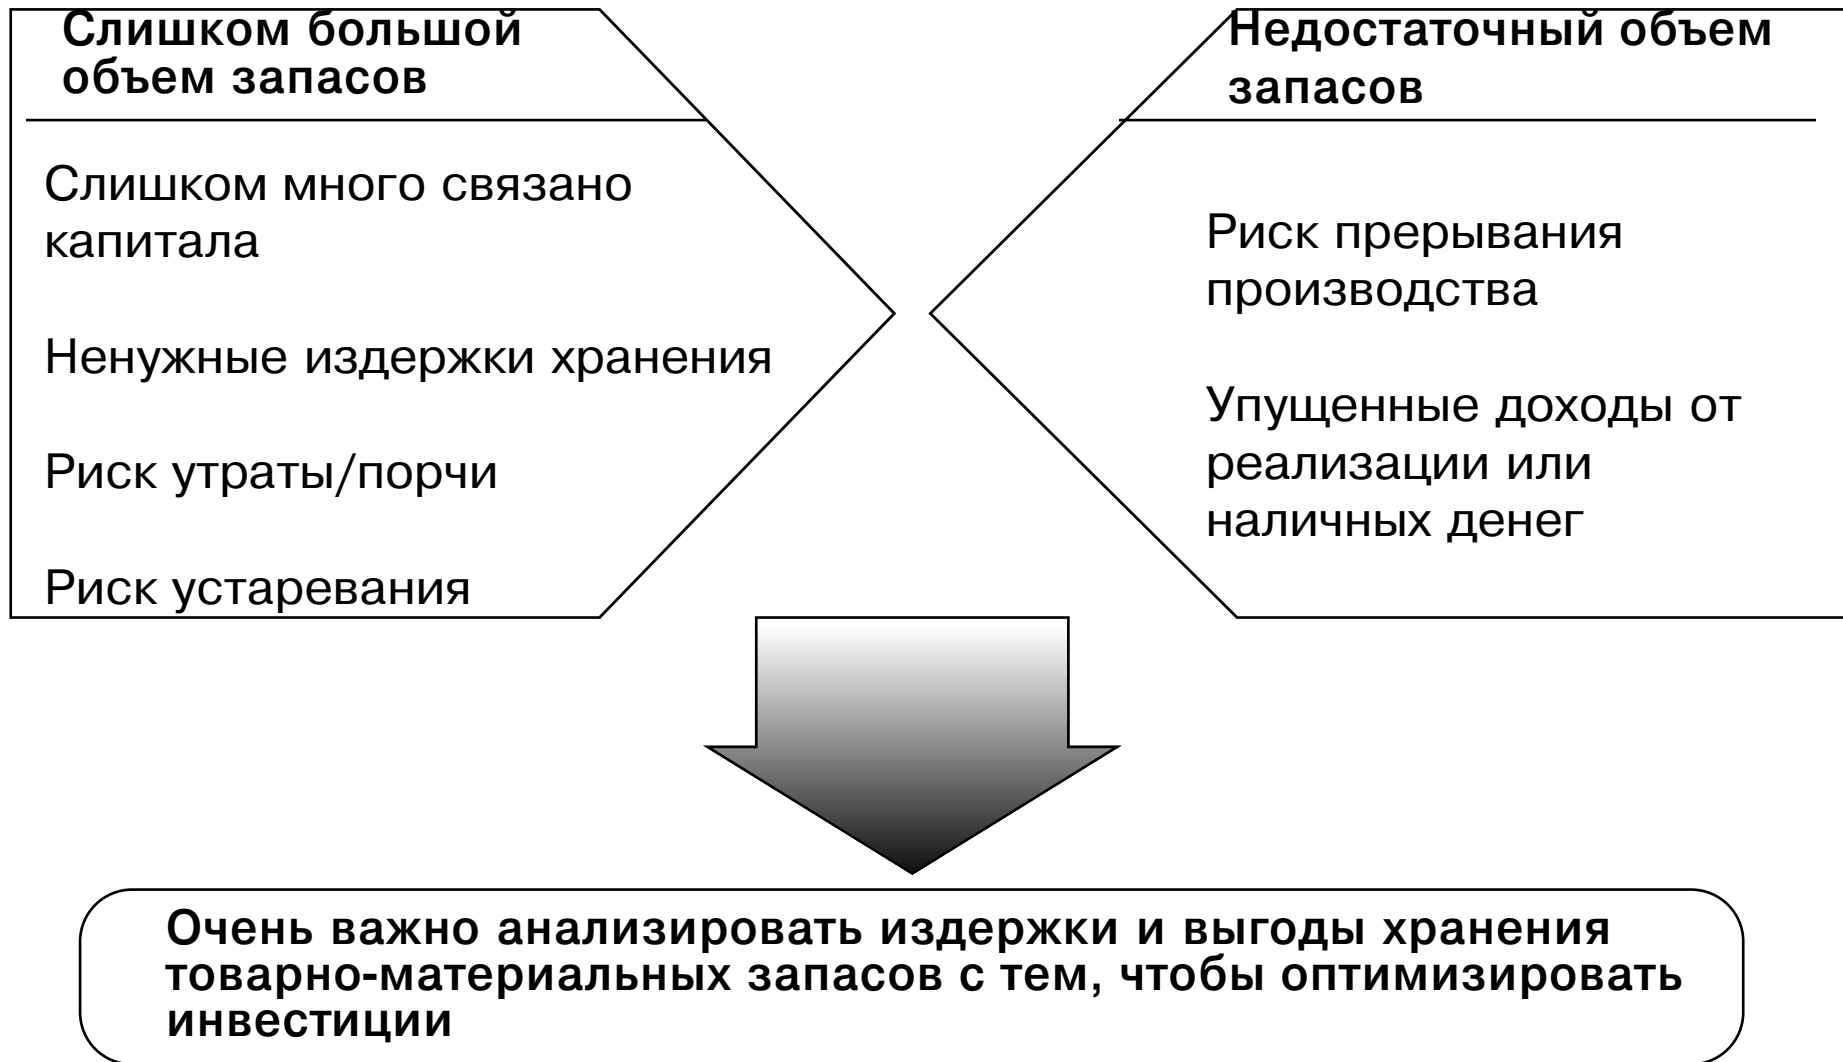 Слишком большой
объем запасов
Слишком много связано
капитала
Ненужные издержки хранения
Риск утраты/порчи
Риск устаревания
Недостаточный объем
запасов
Риск прерывания
производства
Упущенные доходы от
реализации или
наличных денег
Очень важно анализировать издержки и выгоды хранения
товарно-материальных запасов с тем, чтобы оптимизировать
инвестиции